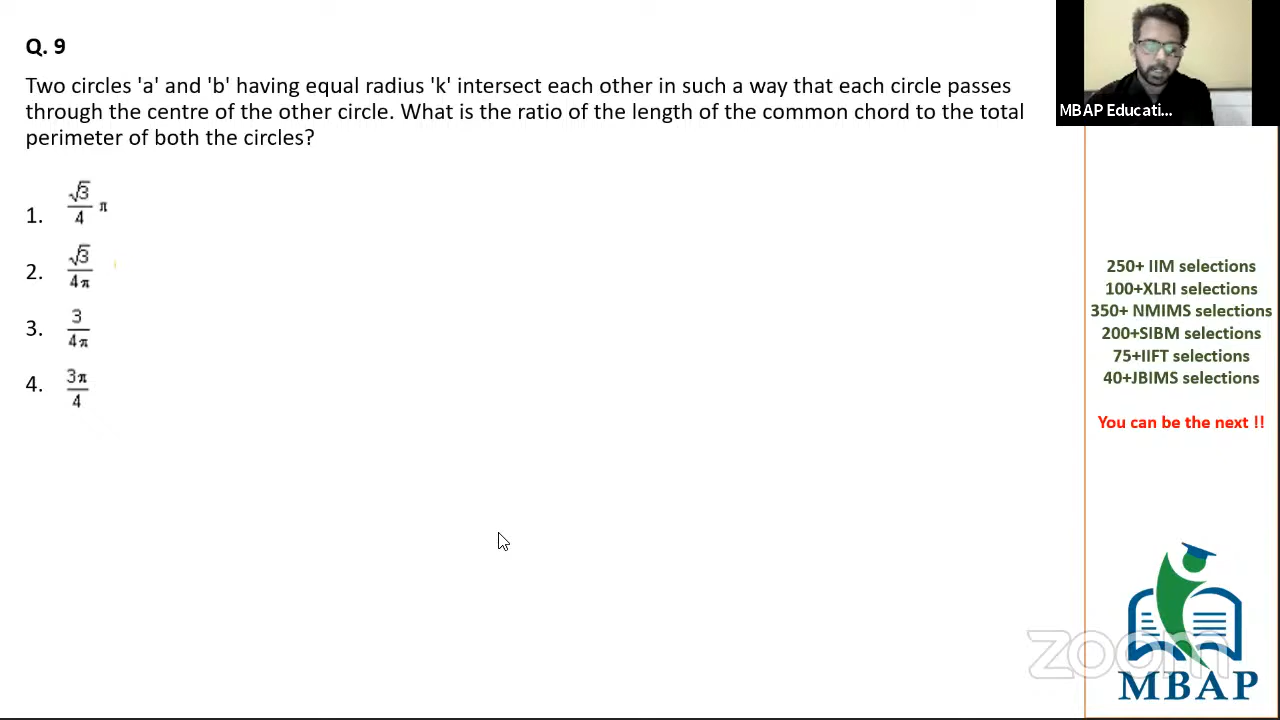 Q. 9
Two circles 'a' and 'b' having equal radius 'k' intersect each other in such a way that each circle passes
through the centre of the other circle. What is the ratio of the length of the common chord to the total
perimeter of both the circles?
1. √3/4 π
2. √3/4π
3. 3/4π
4. 3π/4
MBAP Educati...
250+ IIM selections
100+XLRI selections
350+ NMIMS selections
200+SIBM selections
75+IIFT selections
40+JBIMS selections
You can be the next !!
zoom
MBAP